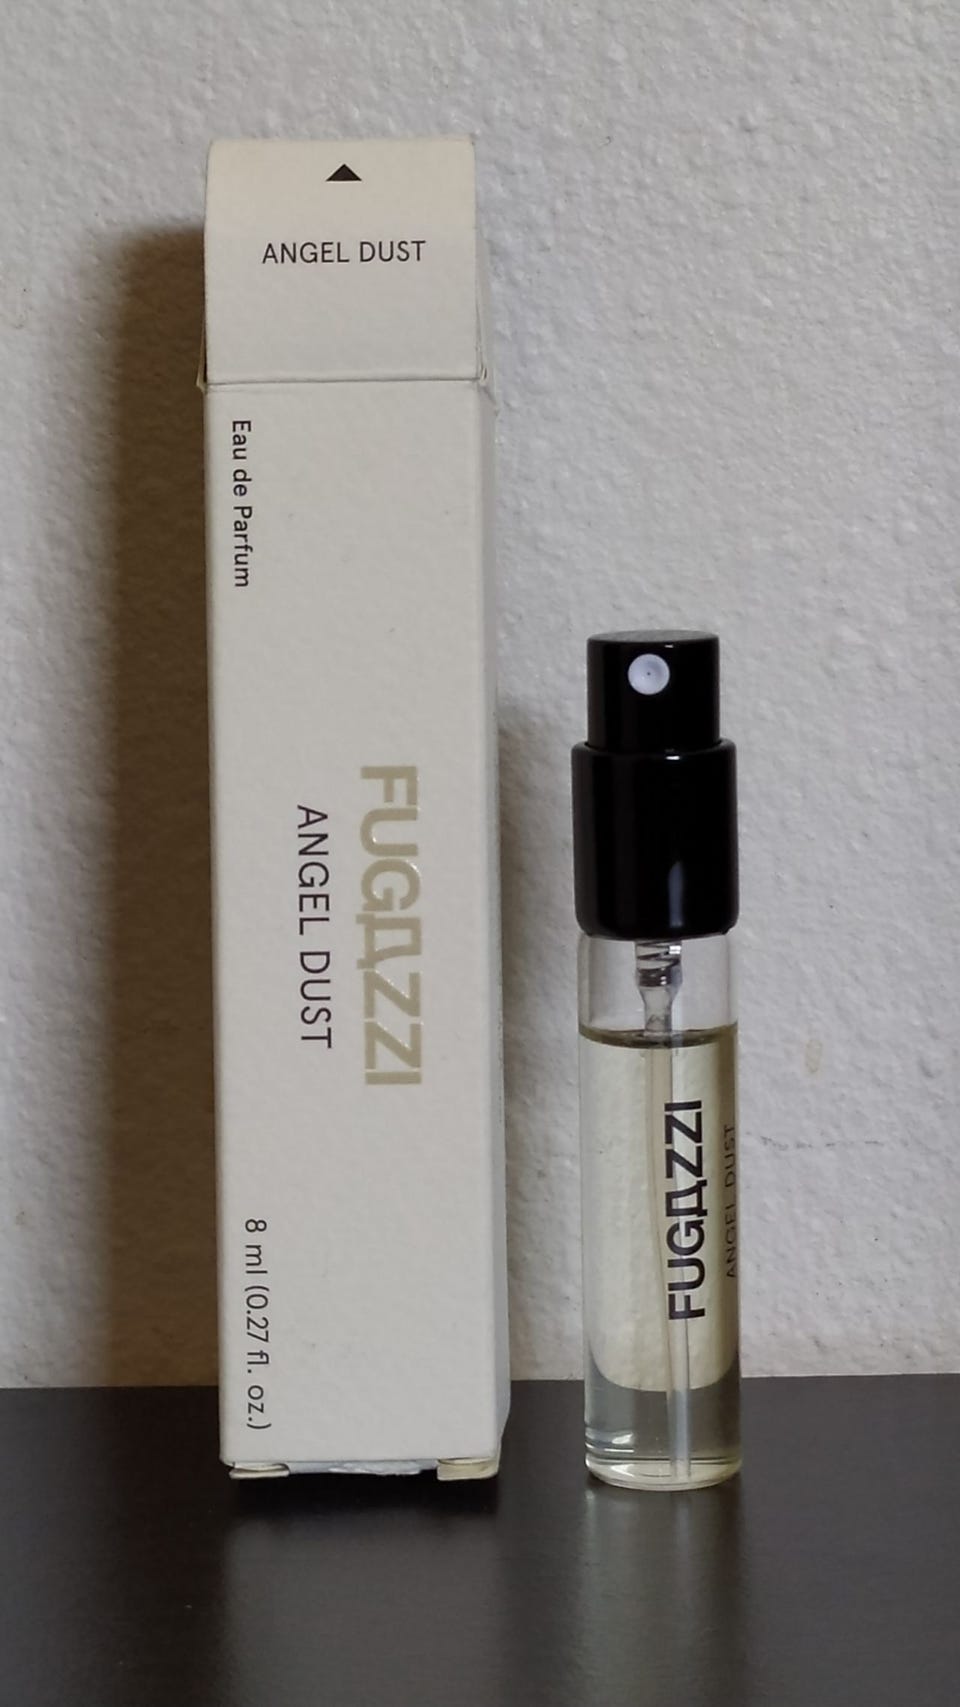 ANGEL DUST
Eau de Parfum
FUGAZZI
ANGEL DUST
8 ml (0.27 fl. oz.)
FUGAZZI
ANGEL DUST